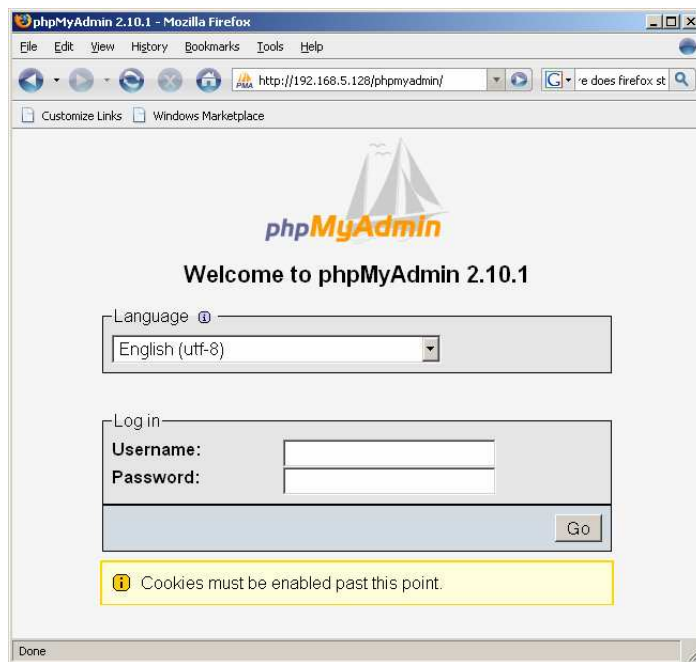 phpMyAdmin 2.10.1 - Mozilla Firefox
File Edit View History Bookmarks Tools Help
PMA http://192.168.5.128/phpmyadmin/ G e does firefox st
Customize Links Windows Marketplace
phpMyAdmin
Welcome to phpMyAdmin 2.10.1
Language
English (utf-8)
Log in
Username:
Password:
Go
Cookies must be enabled past this point.
Done